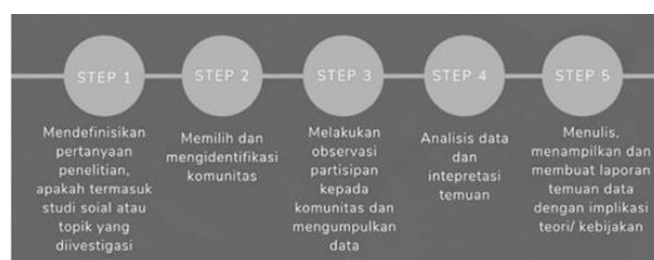 STEP 1
Mendefinisikan
pertanyaan
penelitian,
apakah termasuk
studi soial atau
topik yang
diivestigasi
STEP 2
Memilih dan
mengidentifikasi
komunitas
STEP 3
Melakukan
observasi
partisipan
kepada
komunitas dan
mengumpulkan
data
STEP 4
Analisis data
dan
intepretasi
temuan
STEP 5
Menulis,
menampilkan dan
membuat laporan
temuan data
dengan implikasi
teori/ kebijakan